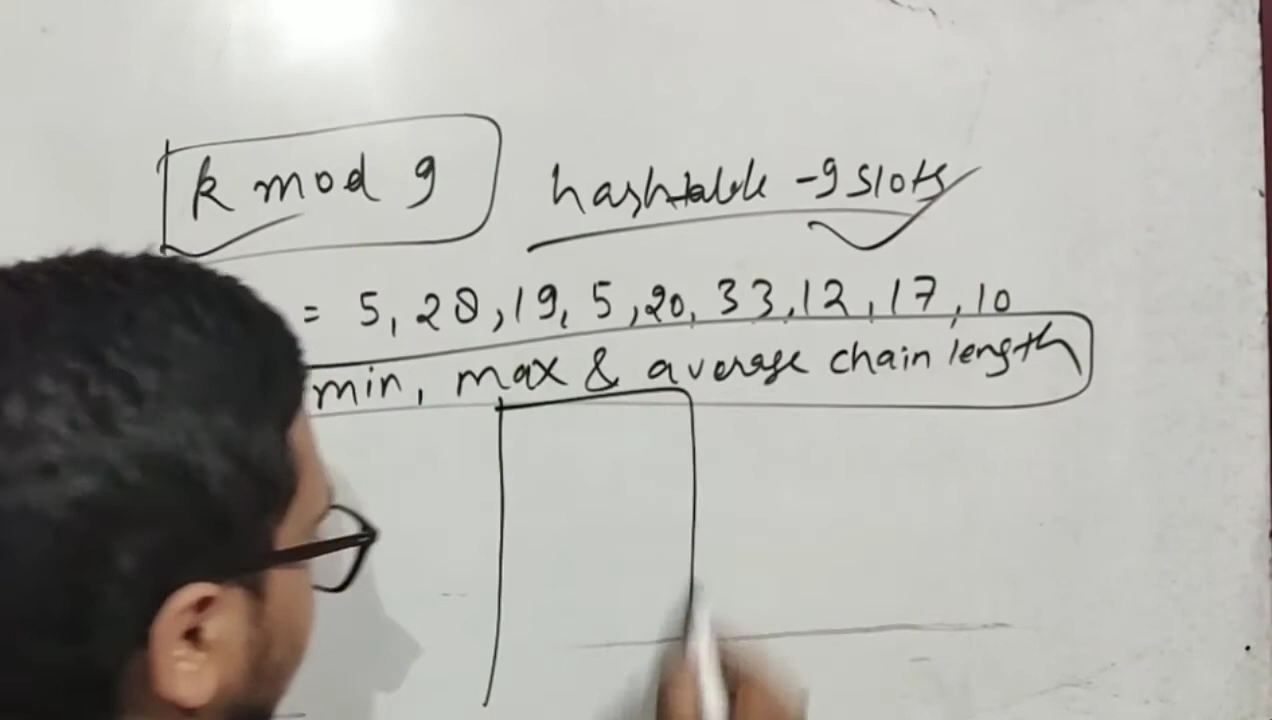 k mod 9 hashtable - 9 slots
= 5, 28, 19, 5, 20, 33, 12, 17, 10
min, max & average chain length